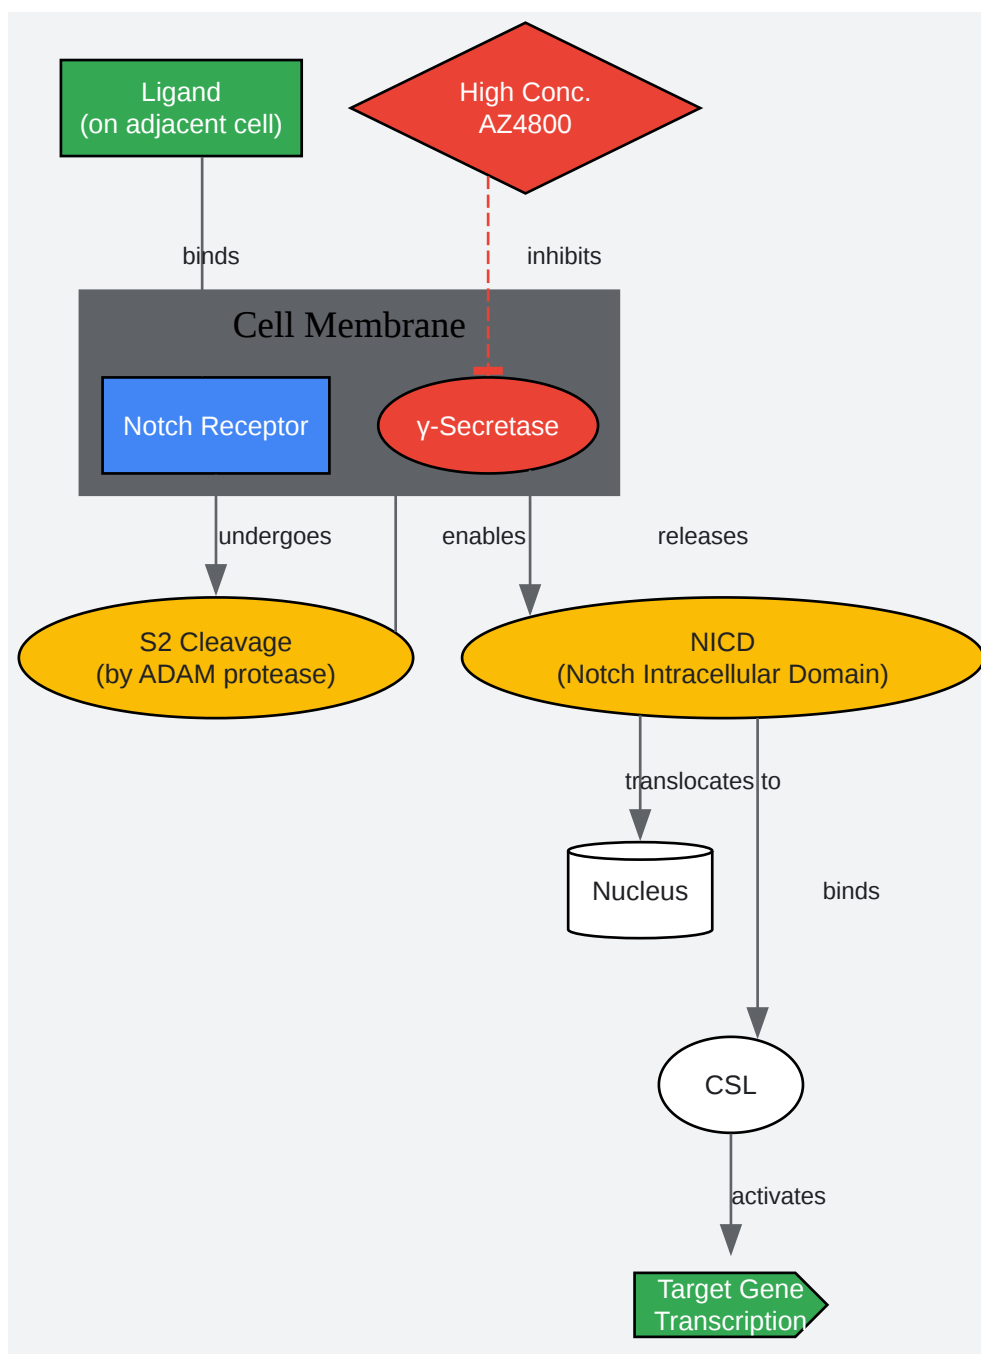 Ligand
(on adjacent cell)
High Conc.
AZ4800
binds
inhibits
Cell Membrane
Notch Receptor
γ-Secretase
undergoes
enables
releases
S2 Cleavage
(by ADAM protease)
NICD
(Notch Intracellular Domain)
translocates to
Nucleus
binds
CSL
activates
Target Gene
Transcription